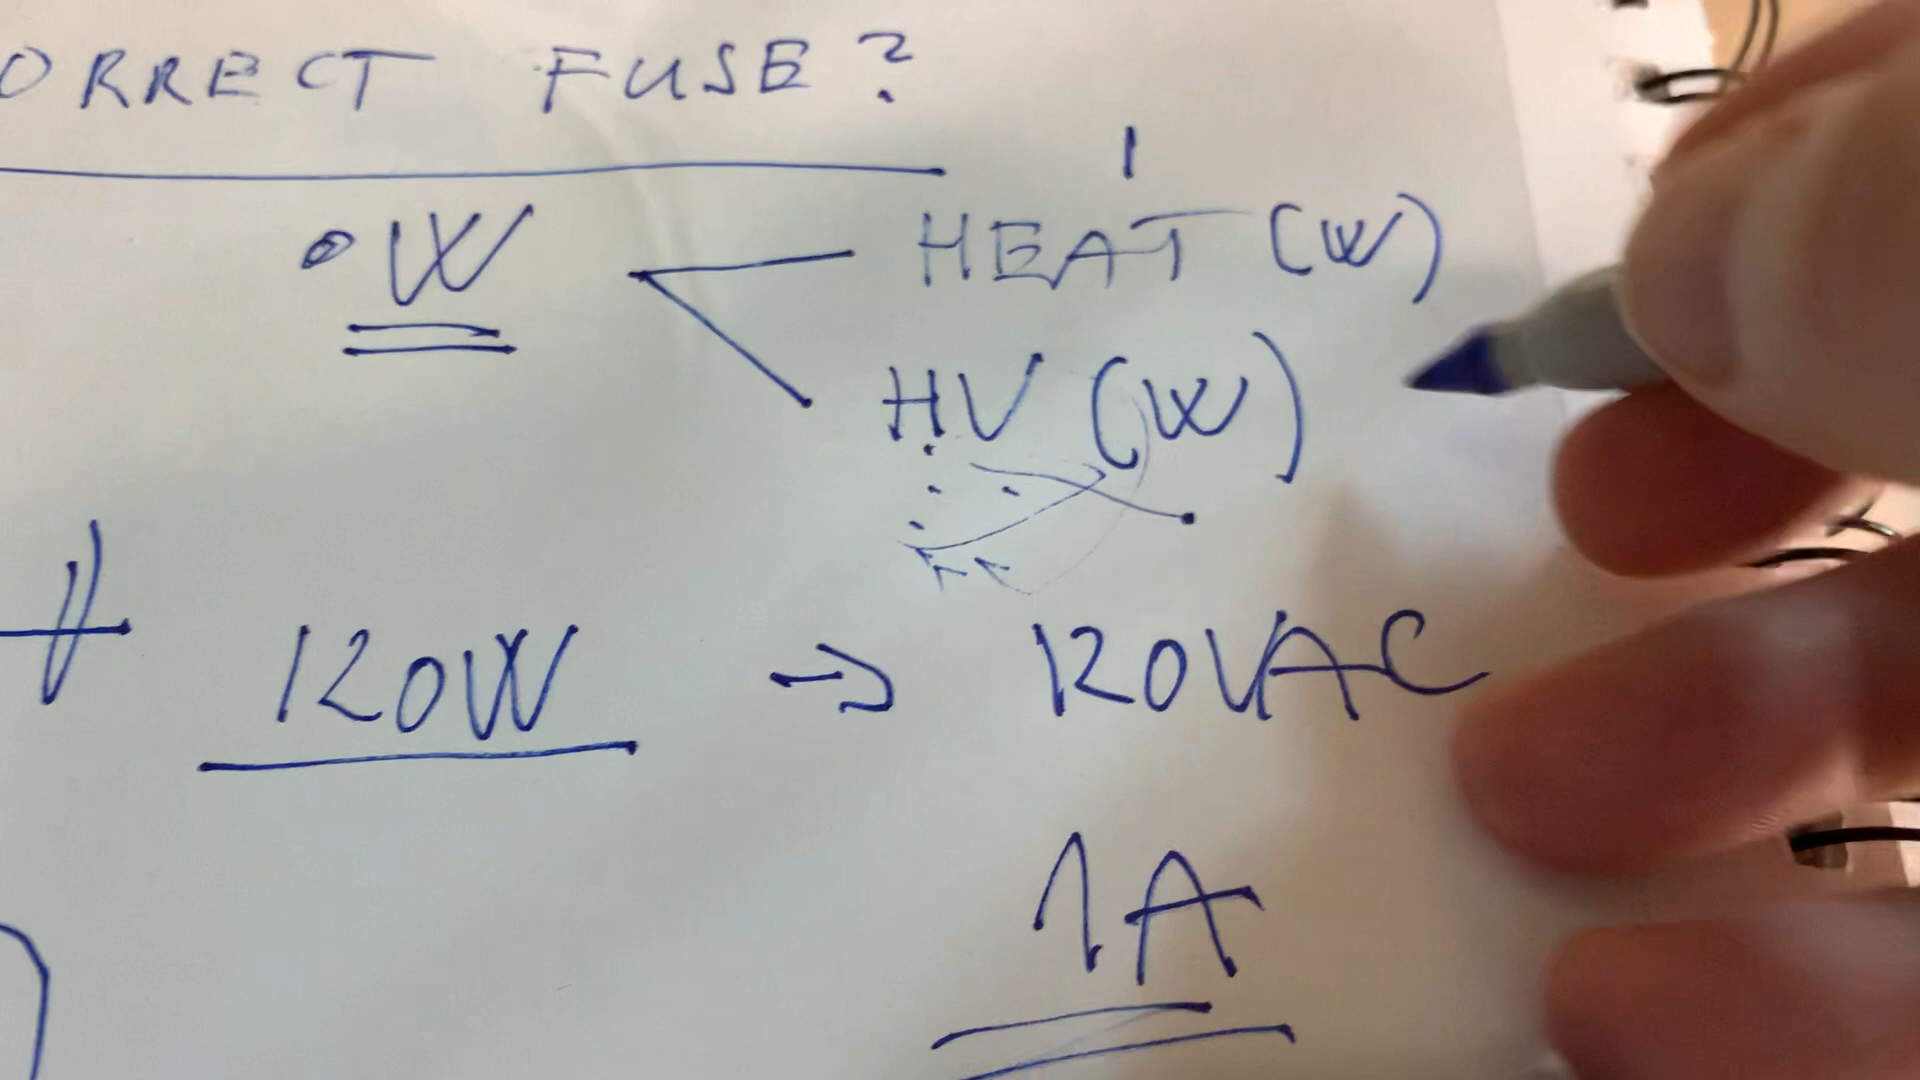 ORRECT FUSE?
W HEAT (W)
HV (W)
120W → 120VAC
1A